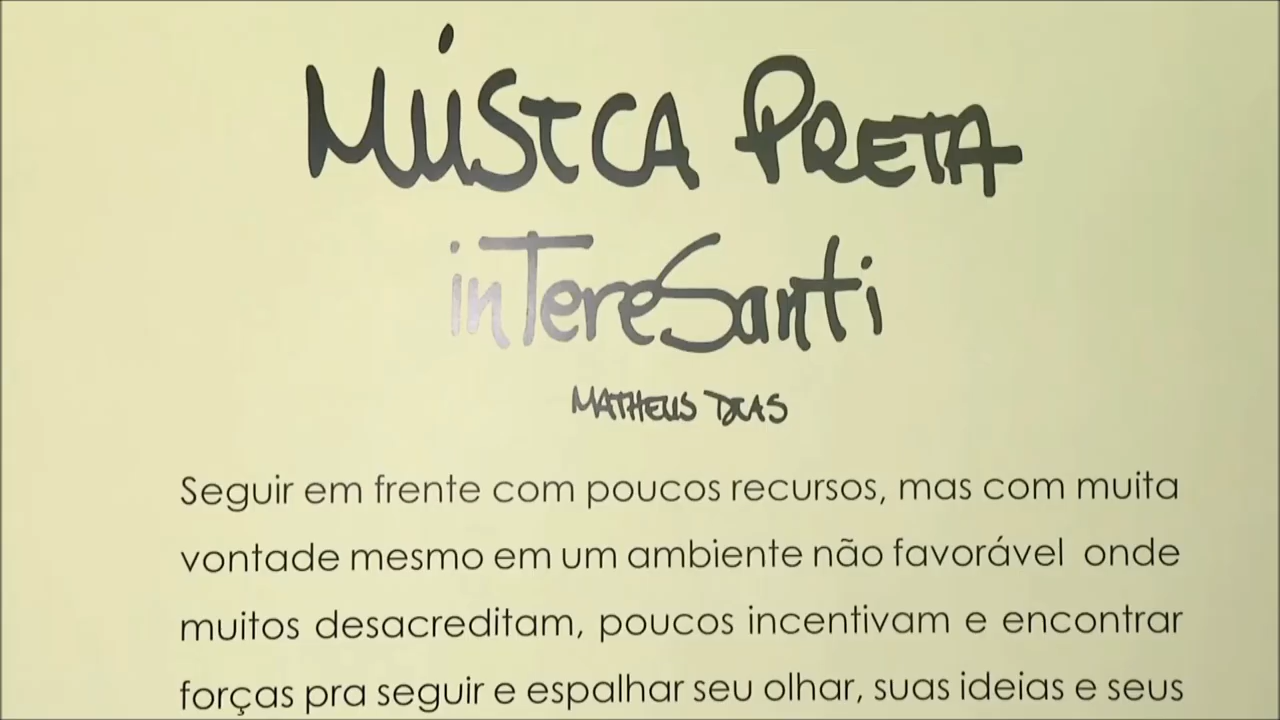 MÚSICA PRETA
inTereSanti
MATHEUS DIAS
Seguir em frente com poucos recursos, mas com muita
vontade mesmo em um ambiente não favorável onde
muitos desacreditam, poucos incentivam e encontrar
forças pra seguir e espalhar seu olhar, suas ideias e seus